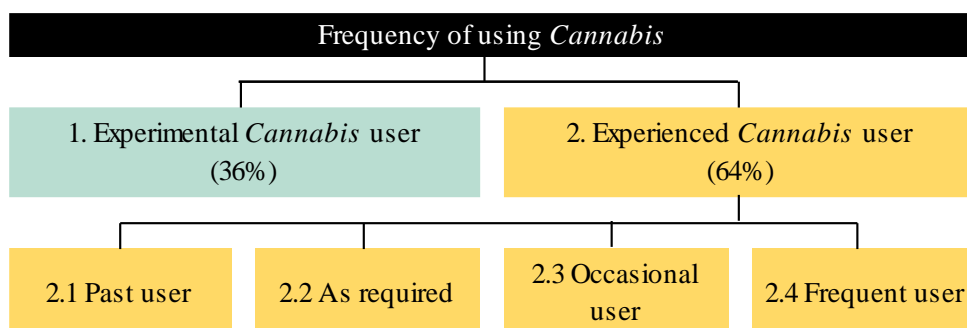 Frequency of using Cannabis
1. Experimental Cannabis user
(36%)
2. Experienced Cannabis user
(64%)
2.1 Past user
2.2 As required
2.3 Occasional
user
2.4 Frequent user